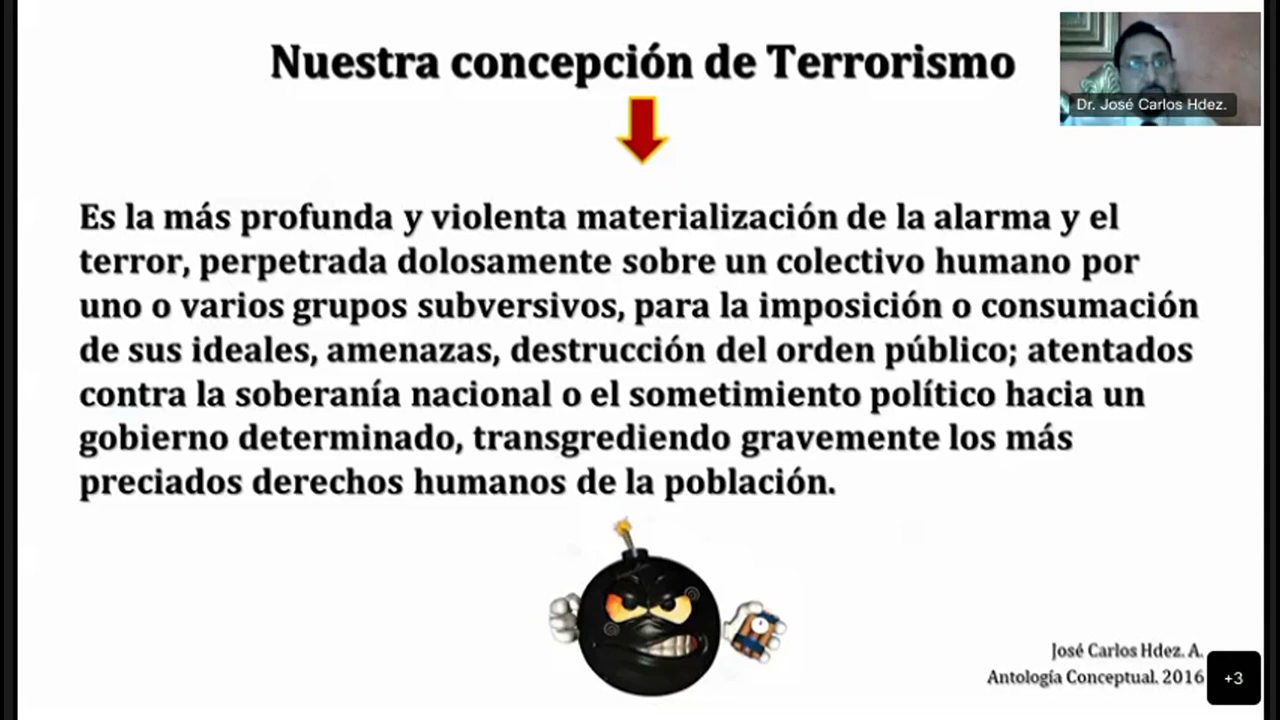 Nuestra concepción de Terrorismo
Dr. José Carlos Hdez.
Es la más profunda y violenta materialización de la alarma y el
terror, perpetrada dolosamente sobre un colectivo humano por
uno o varios grupos subversivos, para la imposición o consumación
de sus ideales, amenazas, destrucción del orden público; atentados
contra la soberanía nacional o el sometimiento político hacia un
gobierno determinado, transgrediendo gravemente los más
preciados derechos humanos de la población.
José Carlos Hdez. A.
Antología Conceptual. 2016
+3